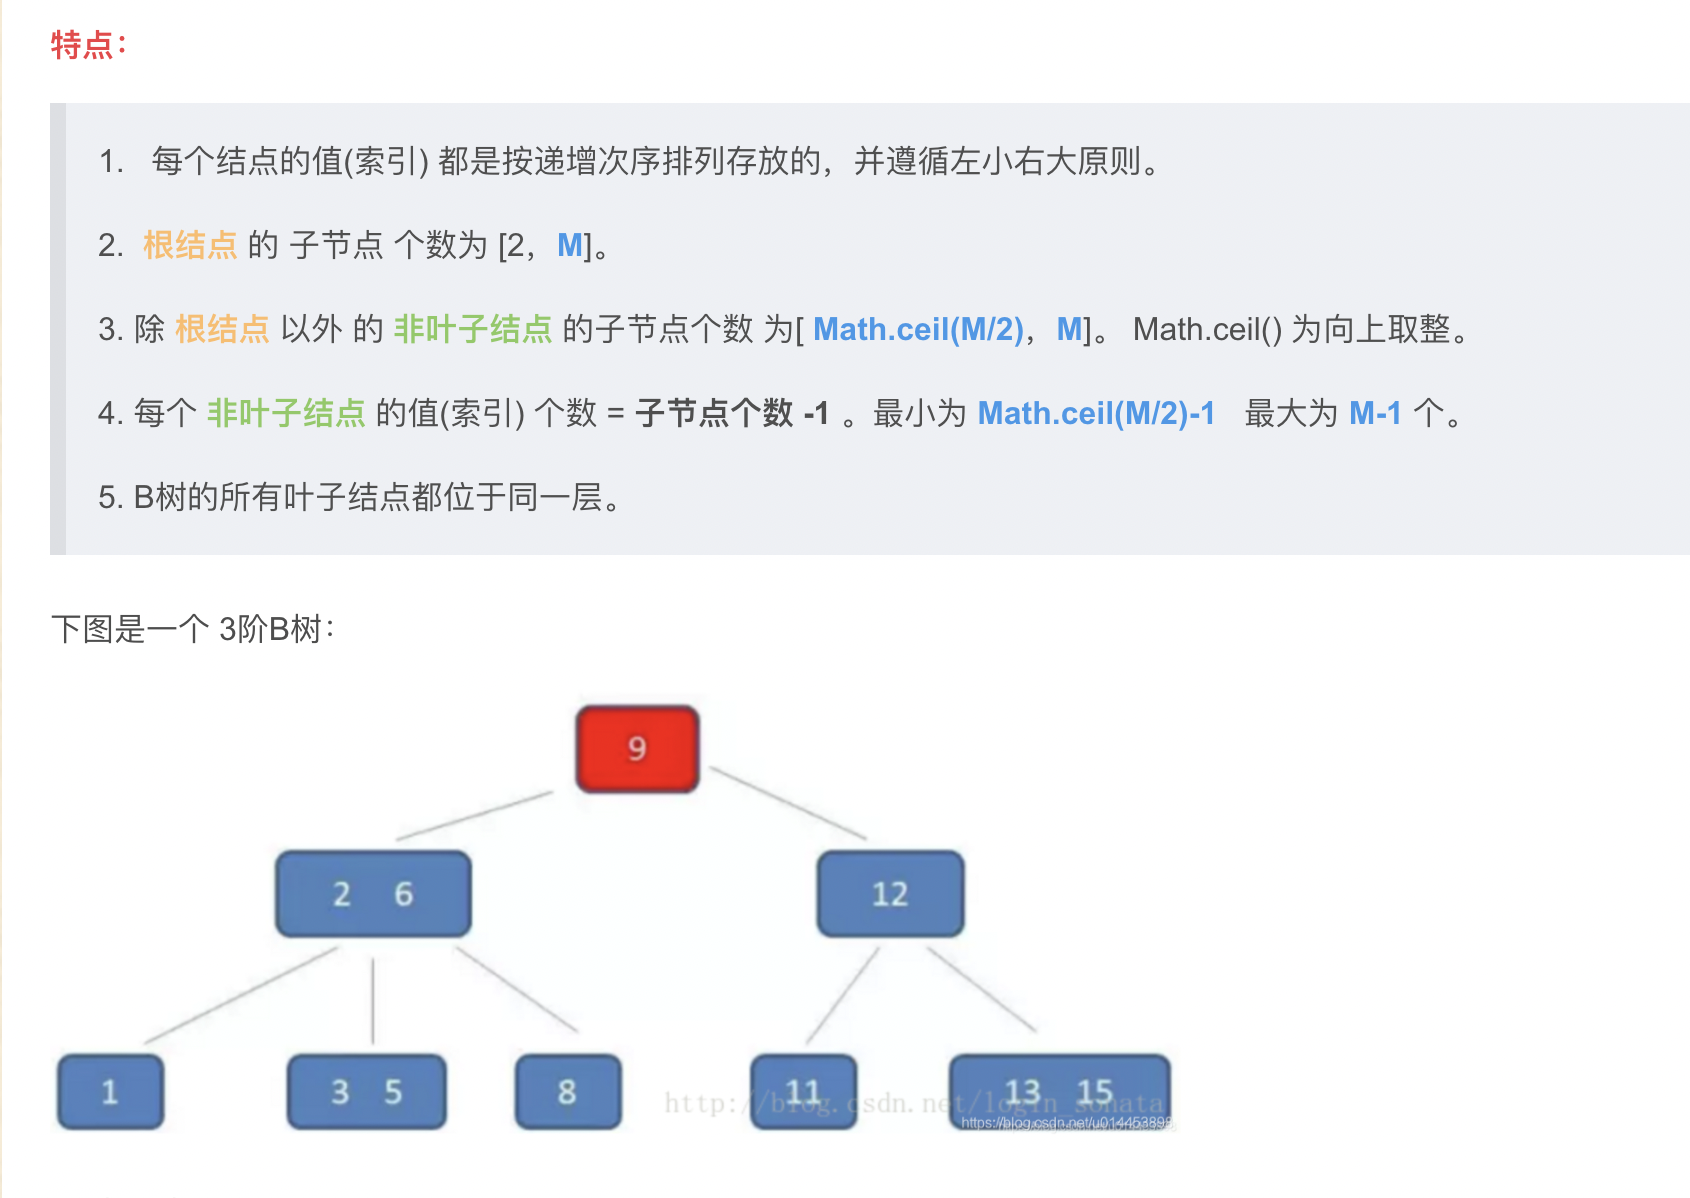 特点：
1. 每个结点的值(索引) 都是按递增次序排列存放的，并遵循左小右大原则。
2. 根结点 的 子节点 个数为 [2，M]。
3. 除 根结点 以外 的 非叶子结点 的子节点个数 为[ Math.ceil(M/2)，M]。 Math.ceil() 为向上取整。
4. 每个 非叶子结点 的值(索引) 个数 = 子节点个数 -1 。最小为 Math.ceil(M/2)-1 最大为 M-1 个。
5. B树的所有叶子结点都位于同一层。
下图是一个 3阶B树：
9
2 6
12
1
3 5
8
11
13 15
http://blog.csdn.net/login_sonata
https://blog.csdn.net/u014453898